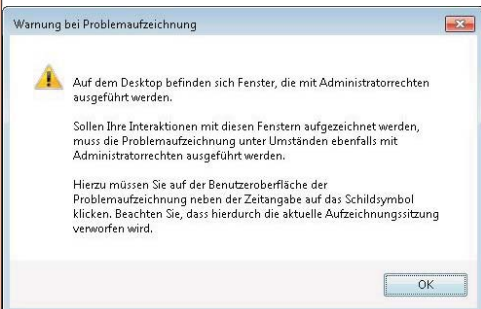 Warnung bei Problemaufzeichnung
Auf dem Desktop befinden sich Fenster, die mit Administratorrechten
ausgeführt werden.
Sollen Ihre Interaktionen mit diesen Fenstern aufgezeichnet werden,
muss die Problemaufzeichnung unter Umständen ebenfalls mit
Administratorrechten ausgeführt werden.
Hierzu müssen Sie auf der Benutzeroberfläche der
Problemaufzeichnung neben der Zeitangabe auf das Schildsymbol
klicken. Beachten Sie, dass hierdurch die aktuelle Aufzeichnungssitzung
verworfen wird.
OK